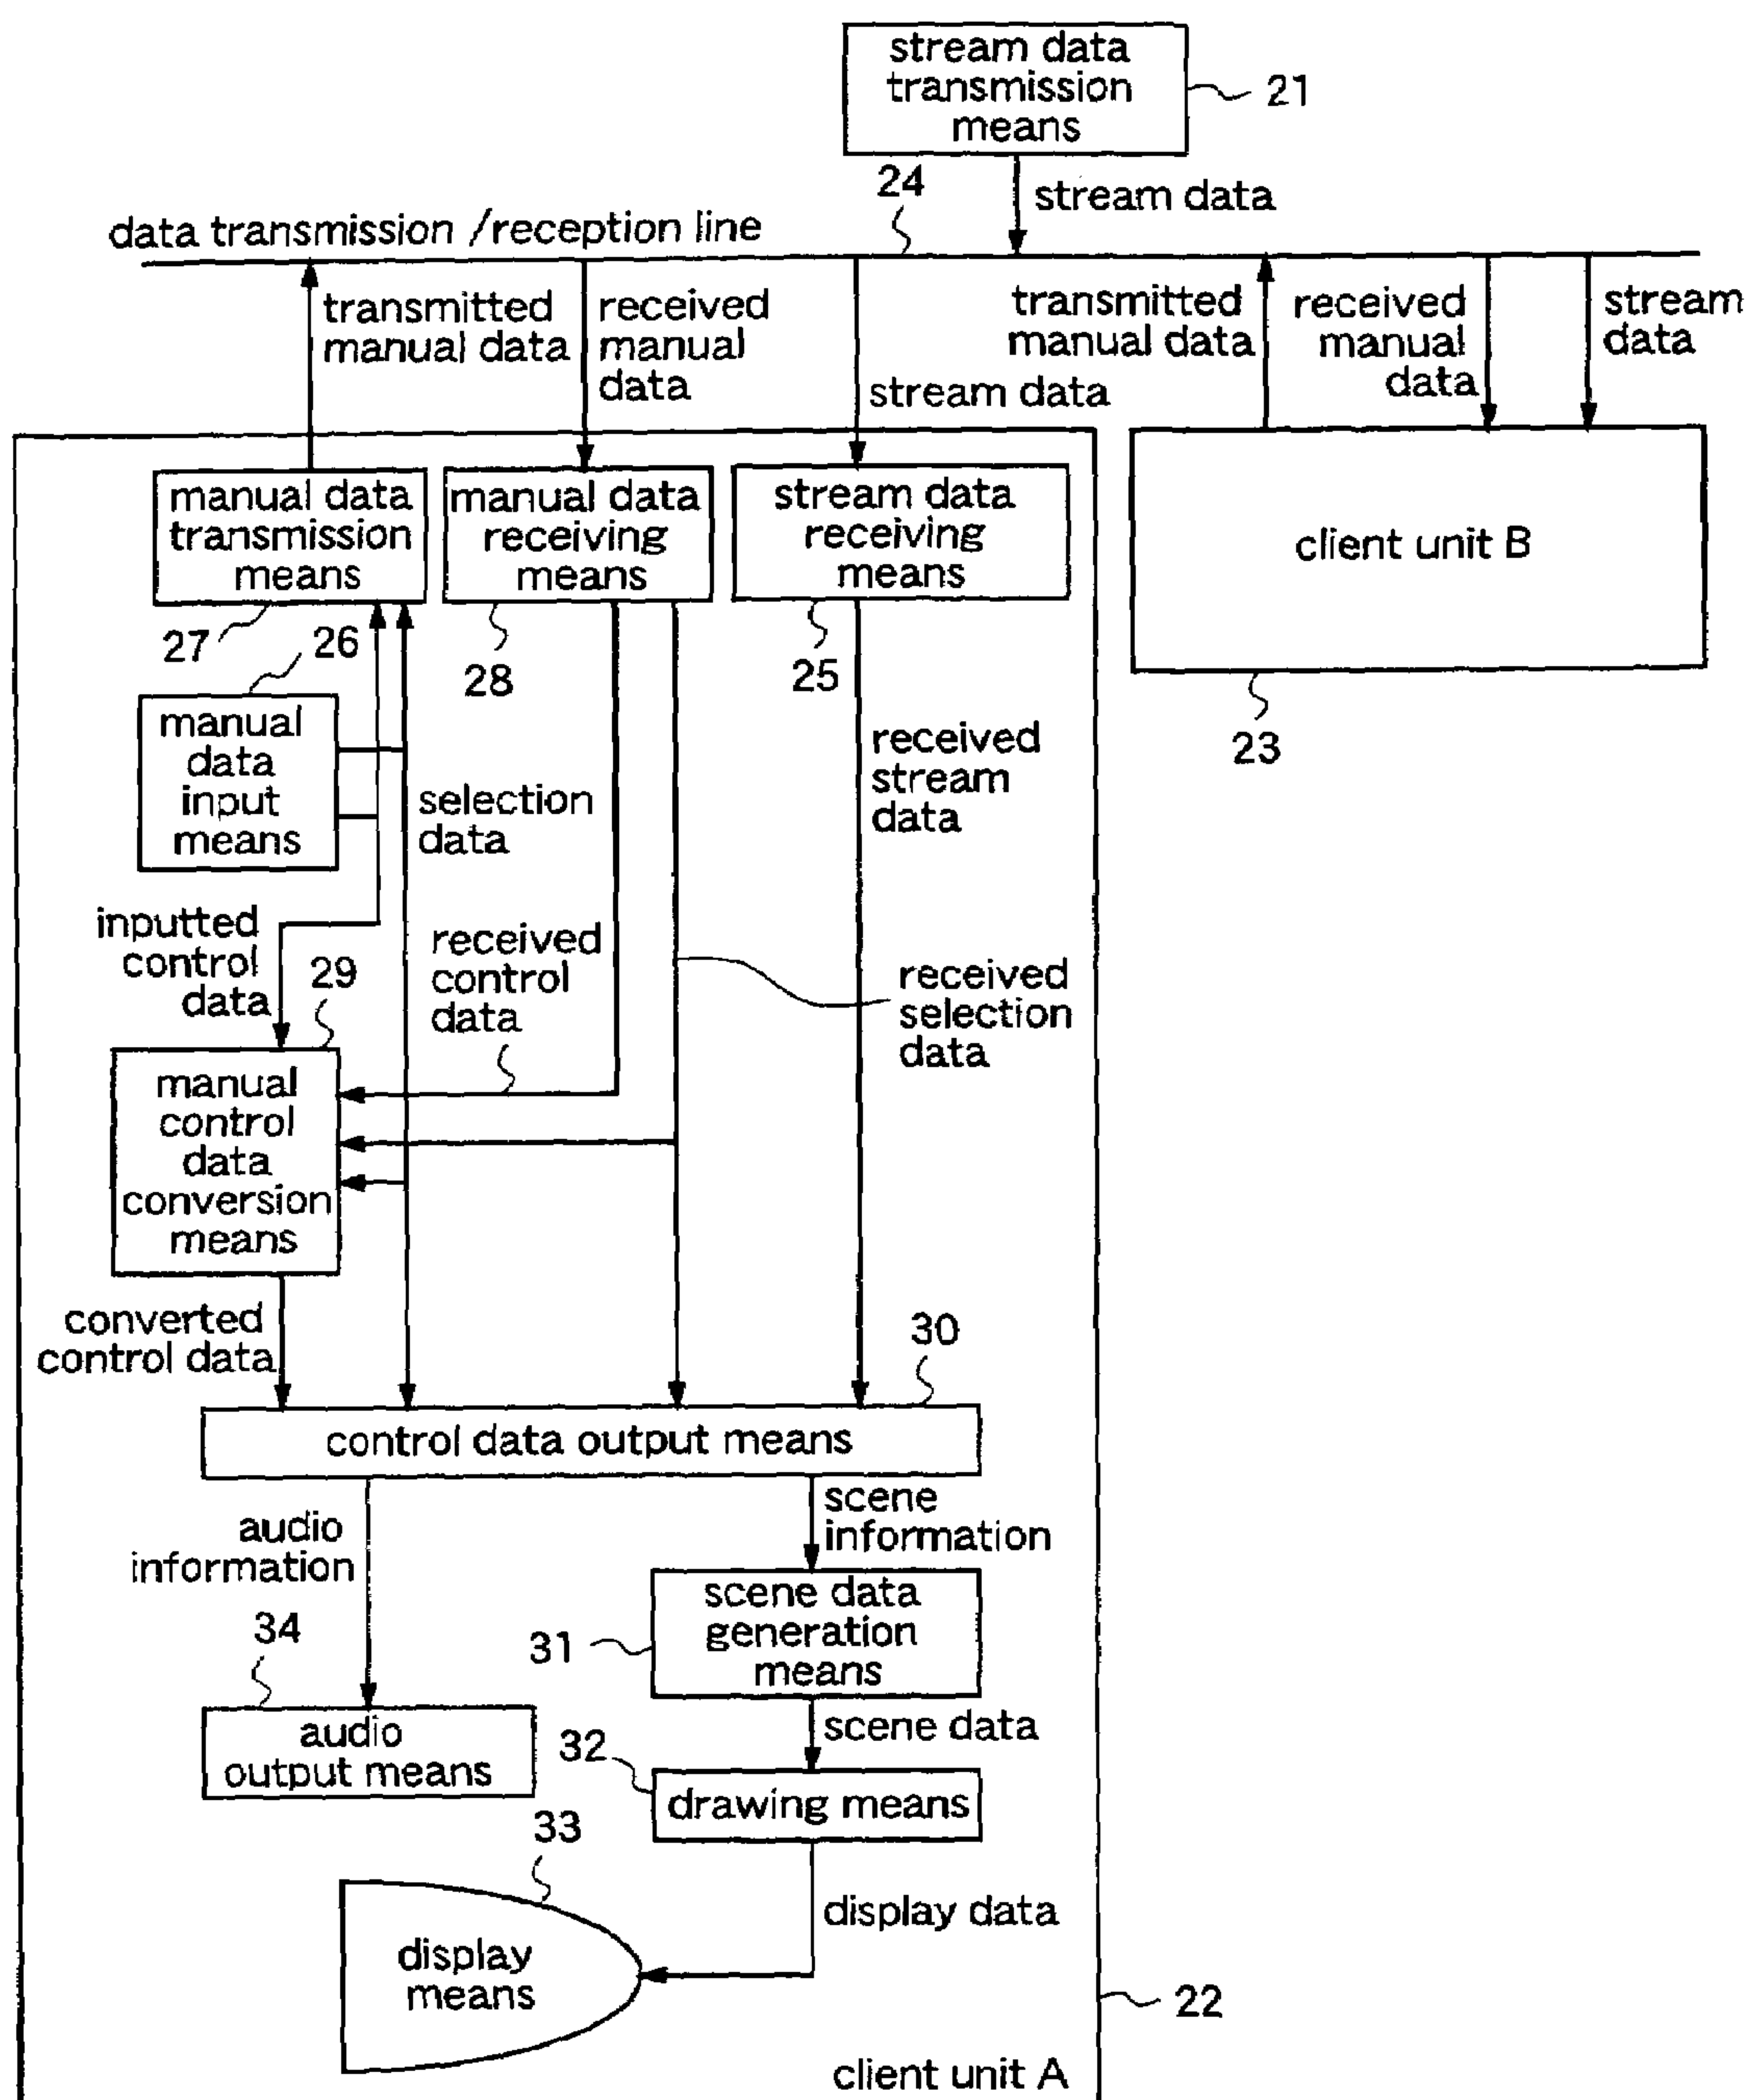 stream data
transmission
means
21
24
stream data
data transmission /reception line
transmitted
manual data
received
manual
data
stream data
transmitted
manual data
received
manual
data
stream
data
manual data
transmission
means
manual data
receiving
means
stream data
receiving
means
client unit B
27
26
28
25
23
manual
data
input
means
selection
data
received
stream
data
inputted
control
data
29
received
control
data
received
selection
data
manual
control
data
conversion
means
converted
control data
30
control data output means
audio
information
scene
information
34
31
scene data
generation
means
audio
output means
scene data
32
drawing means
33
display data
display
means
22
client unit A